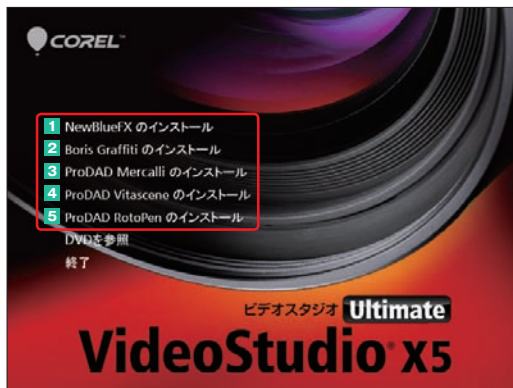 COREL™
1 NewBlueFX のインストール
2 Boris Graffiti のインストール
3 ProDAD Mercalli のインストール
4 ProDAD Vitascene のインストール
5 ProDAD RotoPen のインストール
DVDを参照
終了
ビデオスタジオ Ultimate
VideoStudio® X5